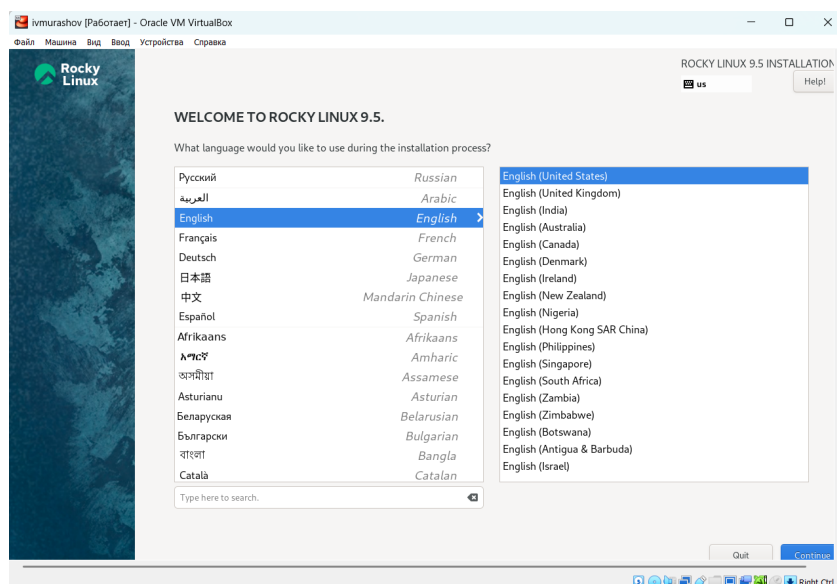 ivmurashov [Работает] - Oracle VM VirtualBox
Файл Машина Вид Ввод Устройства Справка
Rocky
Linux
ROCKY LINUX 9.5 INSTALLATION
us
Help!
WELCOME TO ROCKY LINUX 9.5.
What language would you like to use during the installation process?
Русский Russian
العربية Arabic
English English
Français French
Deutsch German
日本語 Japanese
中文 Mandarin Chinese
Español Spanish
Afrikaans Afrikaans
አማርኛ Amharic
অসমীয়া Assamese
Asturianu Asturian
Беларуская Belarusian
Български Bulgarian
বাংলা Bangla
Català Catalan
Type here to search.
English (United States)
English (United Kingdom)
English (India)
English (Australia)
English (Canada)
English (Denmark)
English (Ireland)
English (New Zealand)
English (Nigeria)
English (Hong Kong SAR China)
English (Philippines)
English (Singapore)
English (South Africa)
English (Zambia)
English (Zimbabwe)
English (Botswana)
English (Antigua & Barbuda)
English (Israel)
Quit
Continue
Right Ctrl